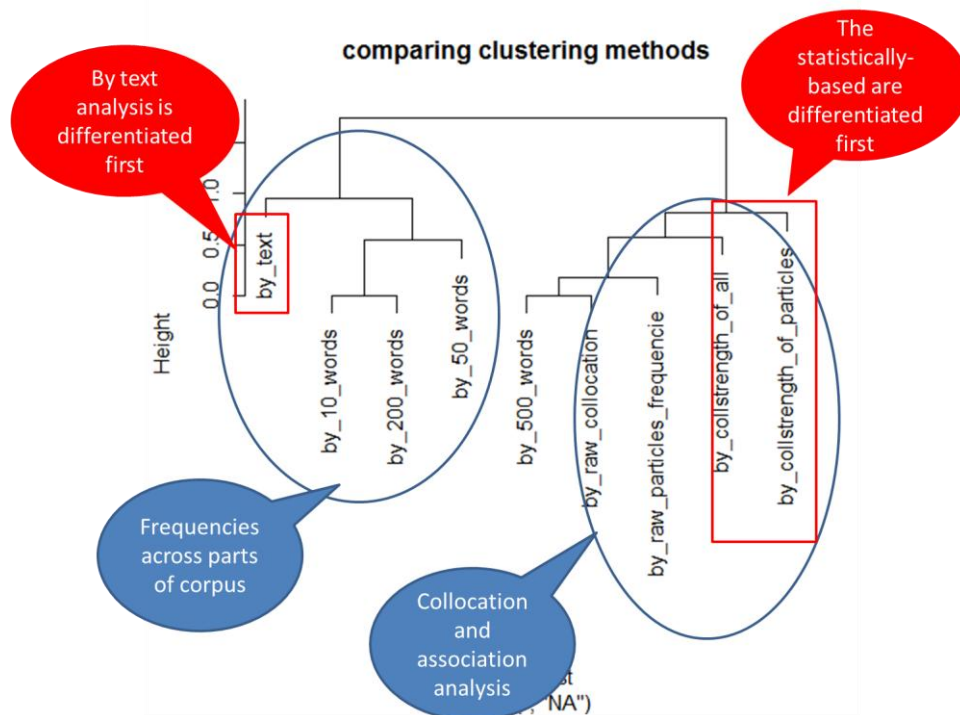 comparing clustering methods
By text
analysis is
differentiated
first
The
statistically-
based are
differentiated
first
Height
0.0
0.5
1.0
by_text
by_10_words
by_200_words
by_50_words
by_500_words
by_raw_collocation
by_raw_particles_frequencie
by_collstrength_of_all
by_collstrength_of_particles
Frequencies
across parts
of corpus
Collocation
and
association
analysis
st
"NA")